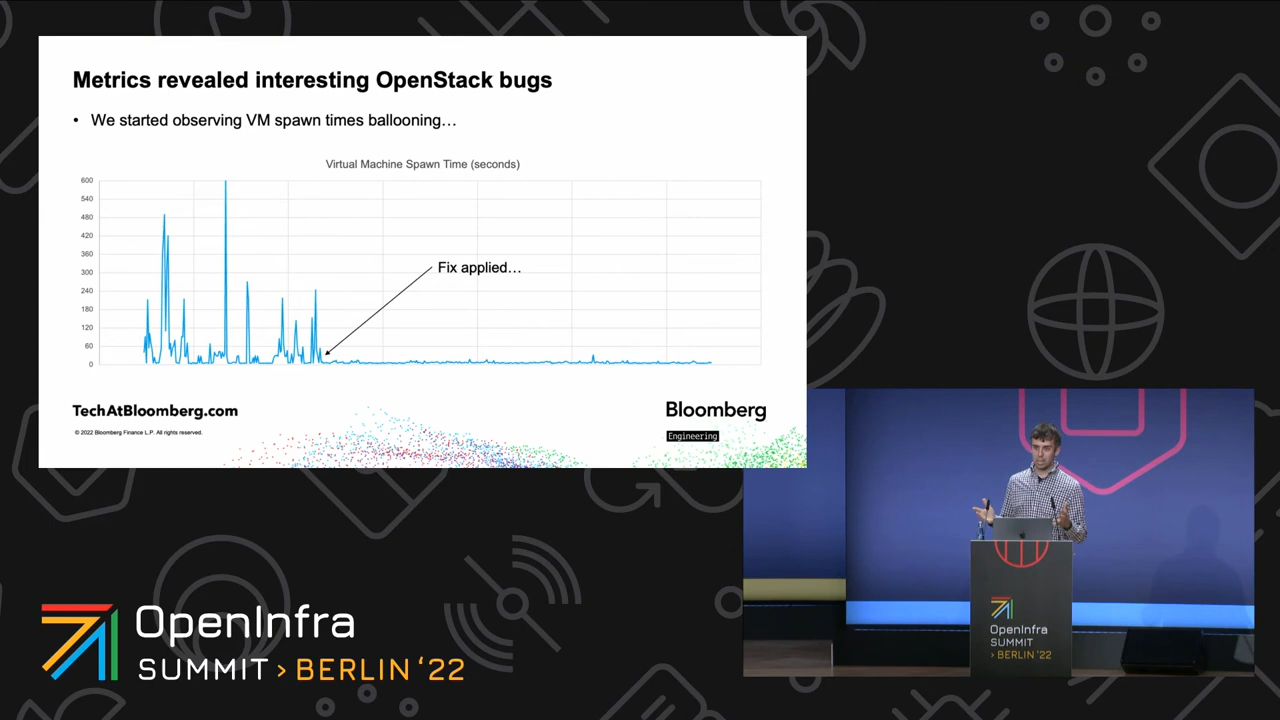 Metrics revealed interesting OpenStack bugs
• We started observing VM spawn times ballooning…
Virtual Machine Spawn Time (seconds)
600
540
480
420
360
300
240
180
120
60
0
Fix applied…
TechAtBloomberg.com
© 2022 Bloomberg Finance L.P. All rights reserved.
Bloomberg
Engineering
OpenInfra
SUMMIT › BERLIN ‘22
OpenInfra
SUMMIT
› BERLIN ’22